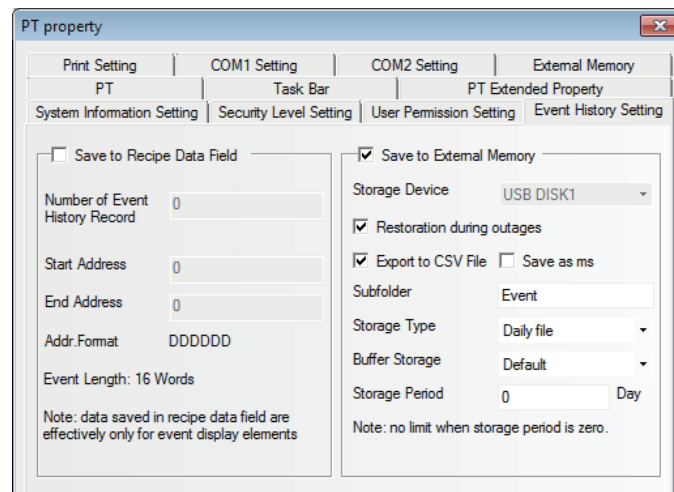 PT property
Print Setting COM1 Setting COM2 Setting External Memory
PT Task Bar PT Extended Property
System Information Setting Security Level Setting User Permission Setting Event History Setting
Save to Recipe Data Field
Number of Event
History Record
0
Start Address 0
End Address 0
Addr.Format DDDDDD
Event Length: 16 Words
Note: data saved in recipe data field are
effectively only for event display elements
Save to External Memory
Storage Device USB DISK1
Restoration during outages
Export to CSV File Save as ms
Subfolder Event
Storage Type Daily file
Buffer Storage Default
Storage Period 0 Day
Note: no limit when storage period is zero.